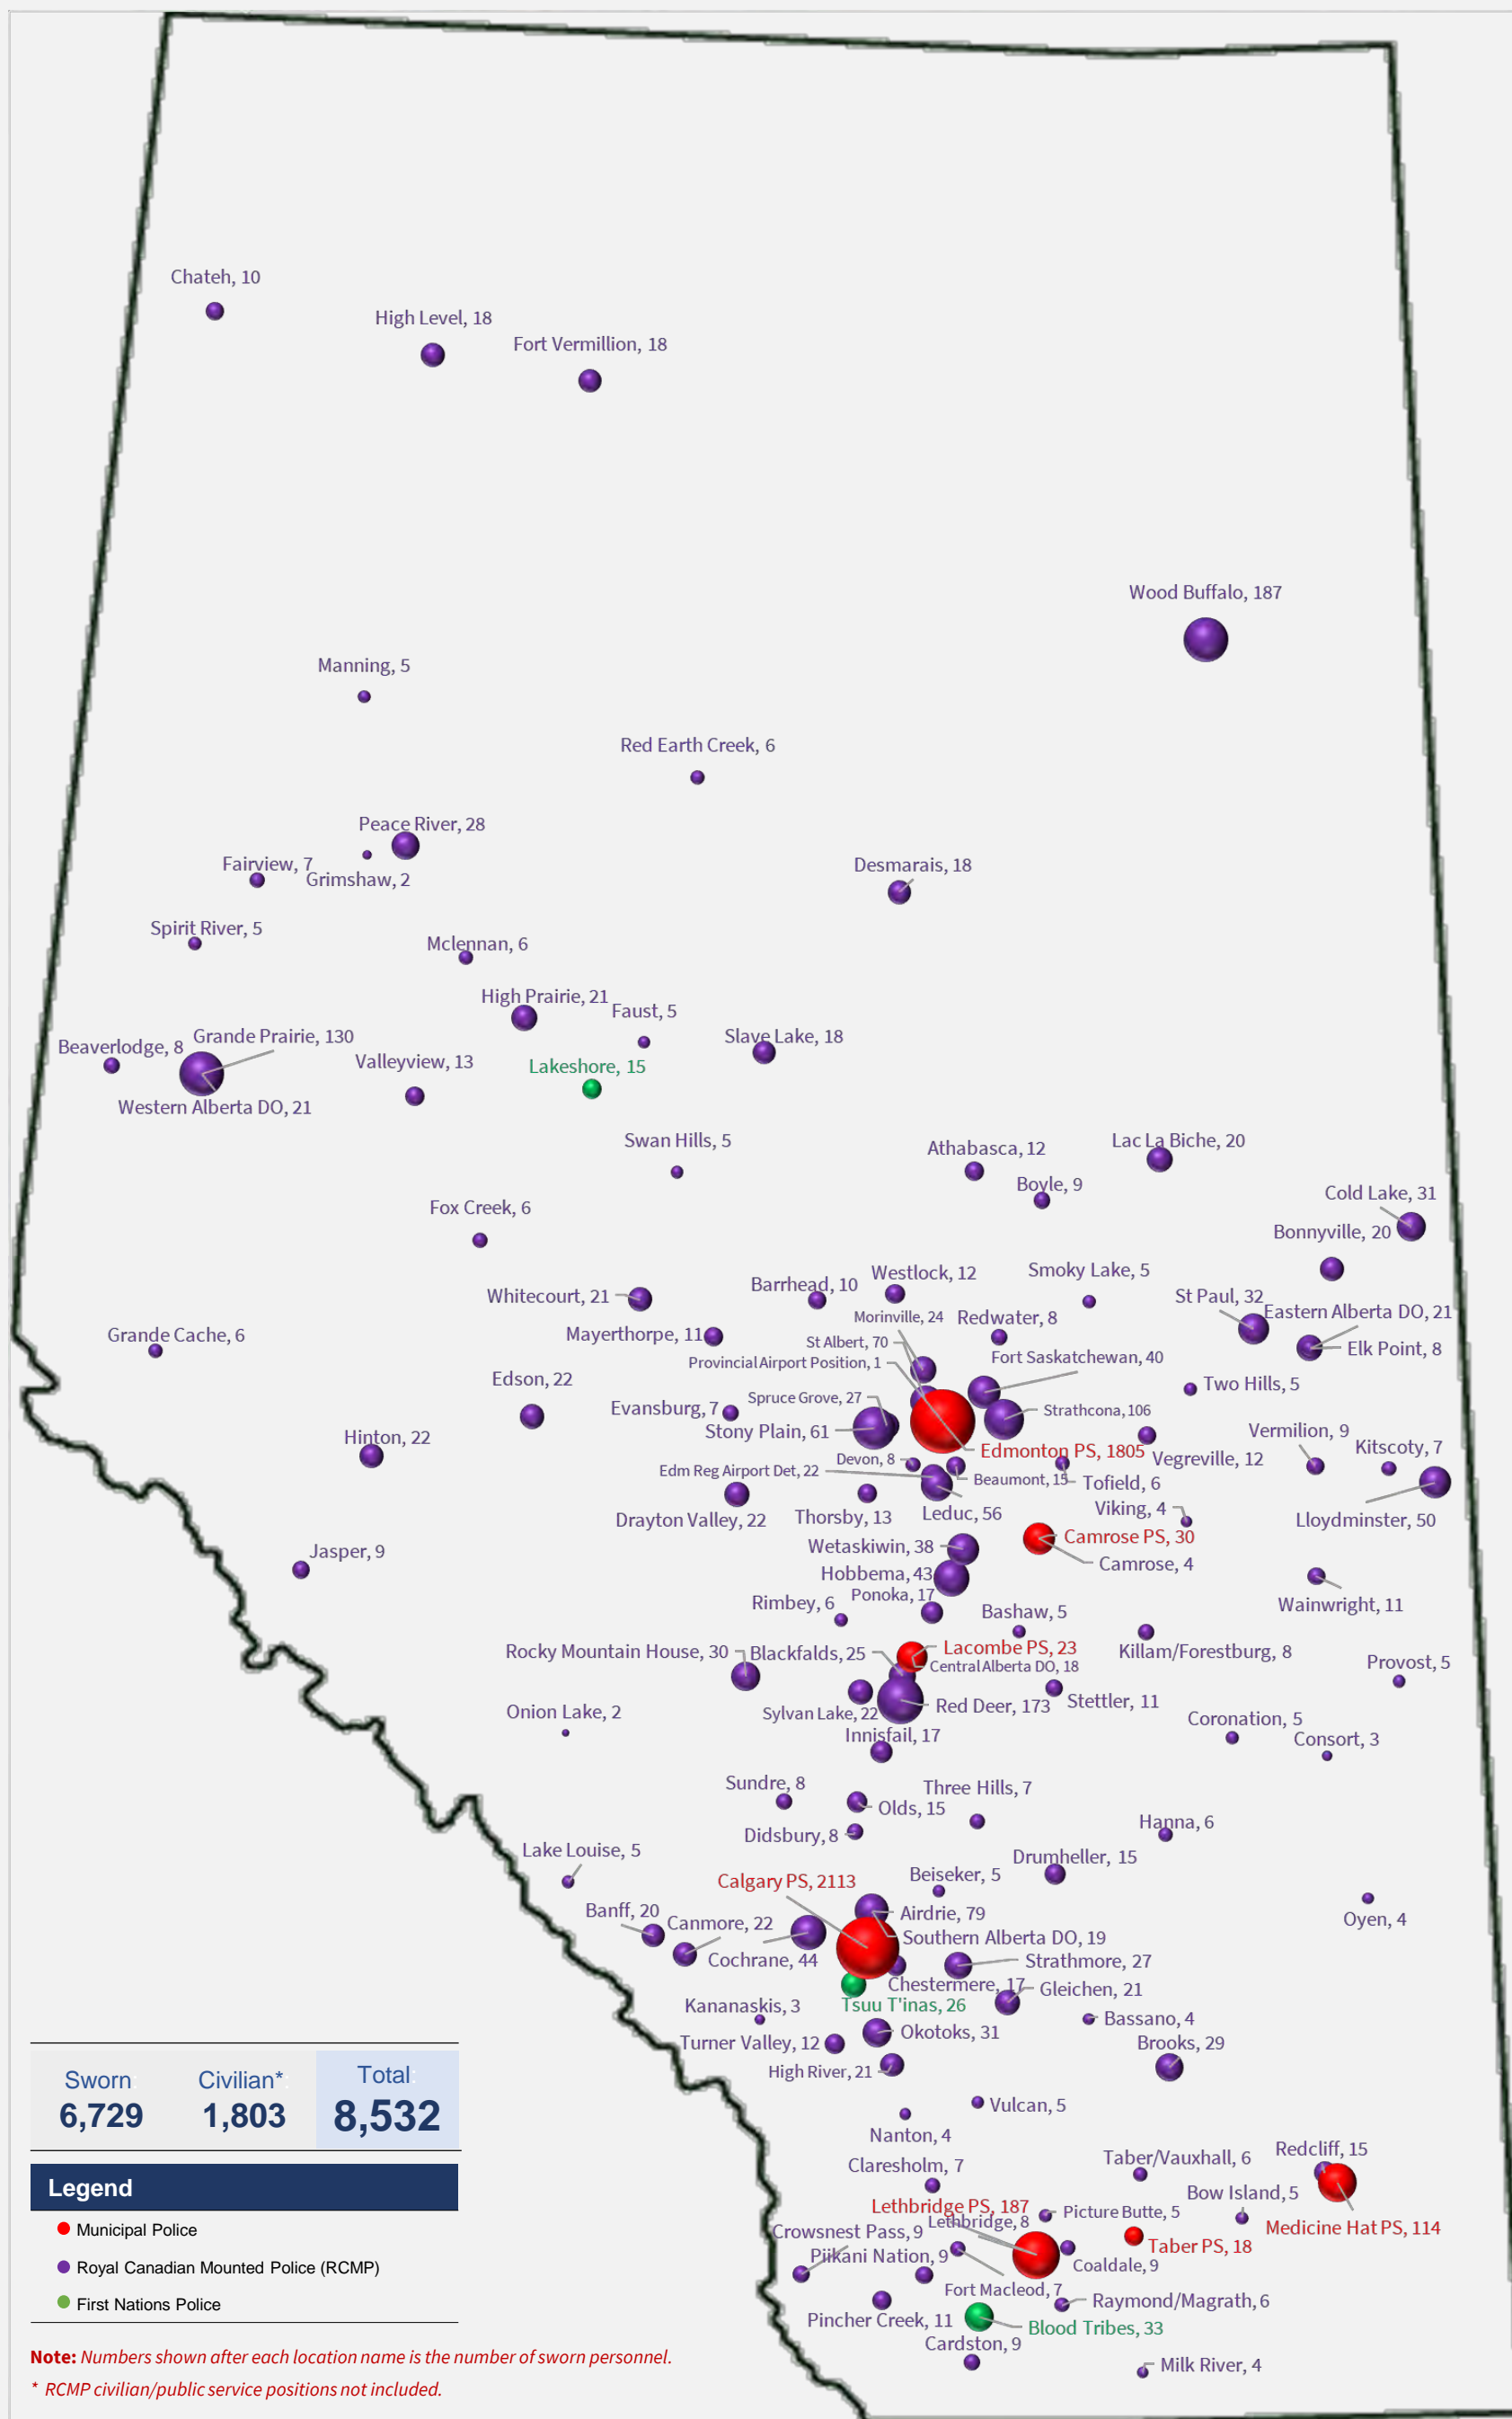 Chateh, 10
High Level, 18
Fort Vermillion, 18
Wood Buffalo, 187
Manning, 5
Red Earth Creek, 6
Peace River, 28
Fairview, 7
Grimshaw, 2
Desmarais, 18
Spirit River, 5
Mclennan, 6
High Prairie, 21
Faust, 5
Beaverlodge, 8
Grande Prairie, 130
Valleyview, 13
Slave Lake, 18
Lakeshore, 15
Western Alberta DO, 21
Swan Hills, 5
Athabasca, 12
Lac La Biche, 20
Boyle, 9
Cold Lake, 31
Fox Creek, 6
Bonnyville, 20
Whitecourt, 21
Barrhead, 10
Westlock, 12
Smoky Lake, 5
St Paul, 32
Eastern Alberta DO, 21
Morinville, 24
Redwater, 8
Grande Cache, 6
Mayerthorpe, 11
St Albert, 70
Elk Point, 8
Provincial Airport Position, 1
Fort Saskatchewan, 40
Edson, 22
Two Hills, 5
Spruce Grove, 27
Evansburg, 7
Strathcona, 106
Stony Plain, 61
Hinton, 22
Edmonton PS, 1805
Vermilion, 9
Kitscoty, 7
Devon, 8
Vegreville, 12
Edm Reg Airport Det, 22
Beaumont, 15
Tofield, 6
Drayton Valley, 22
Thorsby, 13
Leduc, 56
Viking, 4
Lloydminster, 50
Wetaskiwin, 38
Camrose PS, 30
Jasper, 9
Camrose, 4
Hobbema, 43
Ponoka, 17
Rimbey, 6
Wainwright, 11
Bashaw, 5
Rocky Mountain House, 30
Blackfalds, 25
Lacombe PS, 23
Killam/Forestburg, 8
Central Alberta DO, 18
Provost, 5
Onion Lake, 2
Sylvan Lake, 22
Red Deer, 173
Stettler, 11
Innisfail, 17
Coronation, 5
Consort, 3
Sundre, 8
Three Hills, 7
Olds, 15
Didsbury, 8
Hanna, 6
Lake Louise, 5
Drumheller, 15
Calgary PS, 2113
Beiseker, 5
Banff, 20
Canmore, 22
Airdrie, 79
Oyen, 4
Cochrane, 44
Southern Alberta DO, 19
Strathmore, 27
Chestermere, 17
Gleichen, 21
Kananaskis, 3
Tsuu T'inas, 26
Bassano, 4
Turner Valley, 12
Okotoks, 31
Brooks, 29
High River, 21
Vulcan, 5
Nanton, 4
Claresholm, 7
Taber/Vauxhall, 6
Redcliff, 15
Bow Island, 5
Lethbridge PS, 187
Picture Butte, 5
Lethbridge, 8
Medicine Hat PS, 114
Crowsnest Pass, 9
Taber PS, 18
Piikani Nation, 9
Coaldale, 9
Fort Macleod, 7
Raymond/Magrath, 6
Pincher Creek, 11
Blood Tribes, 33
Cardston, 9
Milk River, 4
Sworn Civilian* Total
6,729 1,803 8,532
Legend
Municipal Police
Royal Canadian Mounted Police (RCMP)
First Nations Police
Note: Numbers shown after each location name is the number of sworn personnel.
* RCMP civilian/public service positions not included.